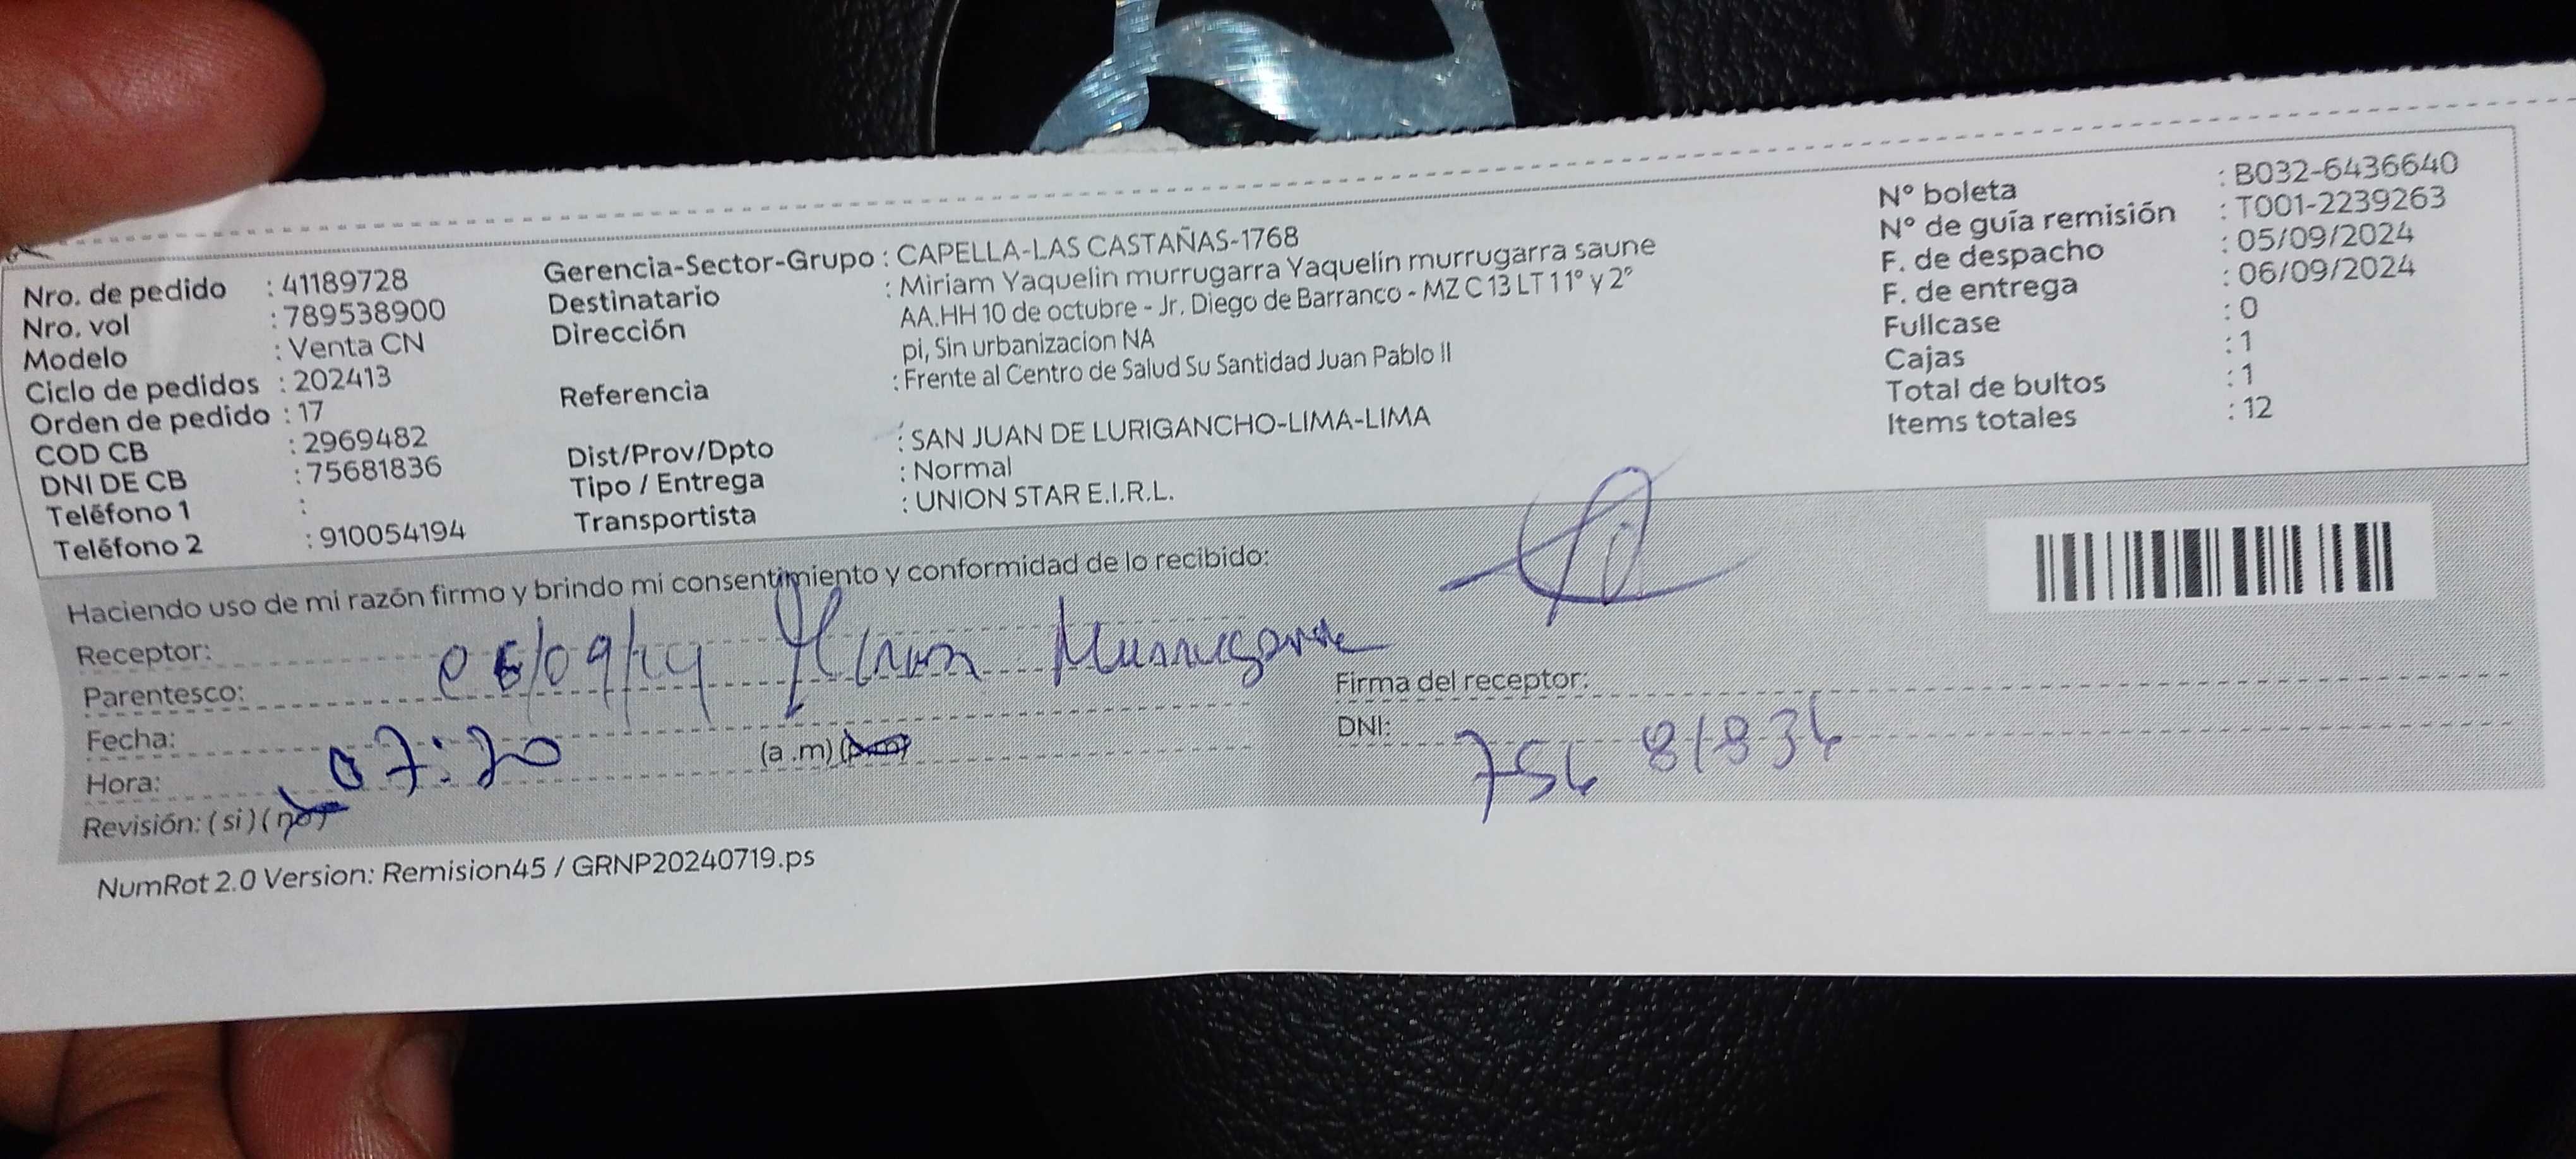 Nro. de pedido : 41189728
Nro. vol : 789538900
Modelo : Venta CN
Ciclo de pedidos : 202413
Orden de pedido : 17
COD CB : 2969482
DNI DE CB : 75681836
Teléfono 1 :
Teléfono 2 : 910054194
Gerencia-Sector-Grupo : CAPELLA-LAS CASTAÑAS-1768
Destinatario : Miriam Yaquelin murrugarra Yaquelin murrugarra saune
Dirección AA.HH 10 de octubre - Jr. Diego de Barranco - MZ C 13 LT 1 1° y 2°
pi, Sin urbanizacion NA
Referencia : Frente al Centro de Salud Su Santidad Juan Pablo II
Dist/Prov/Dpto : SAN JUAN DE LURIGANCHO-LIMA-LIMA
Tipo / Entrega : Normal
Transportista : UNION STAR E.I.R.L.
N° boleta : B032-6436640
N° de guía remisión : T001-2239263
F. de despacho : 05/09/2024
F. de entrega : 06/09/2024
Fullcase : 0
Cajas : 1
Total de bultos : 1
Items totales : 12
Haciendo uso de mi razón firmo y brindo mi consentimiento y conformidad de lo recibido:
Receptor: Murrugarra
Parentesco:
Fecha:
Hora: 07:20 (a.m)
Revisión: (si) (no)
Firma del receptor:
DNI: 75681836
NumRot 2.0 Version: Remision45 / GRNP20240719.ps